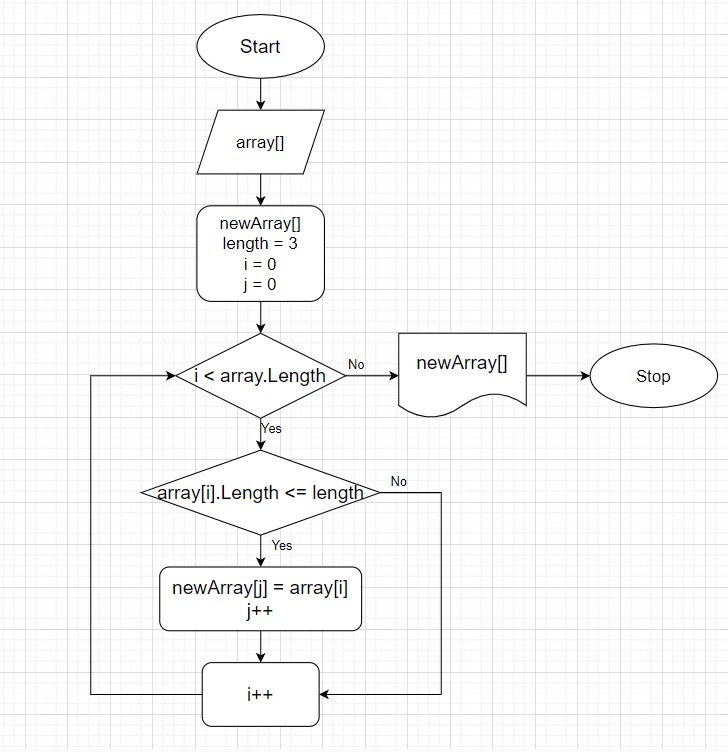 Start
array[]
newArray[]
length = 3
i = 0
j = 0
i < array.Length
No
newArray[]
Stop
Yes
array[i].Length <= length
No
Yes
newArray[j] = array[i]
j++
i++